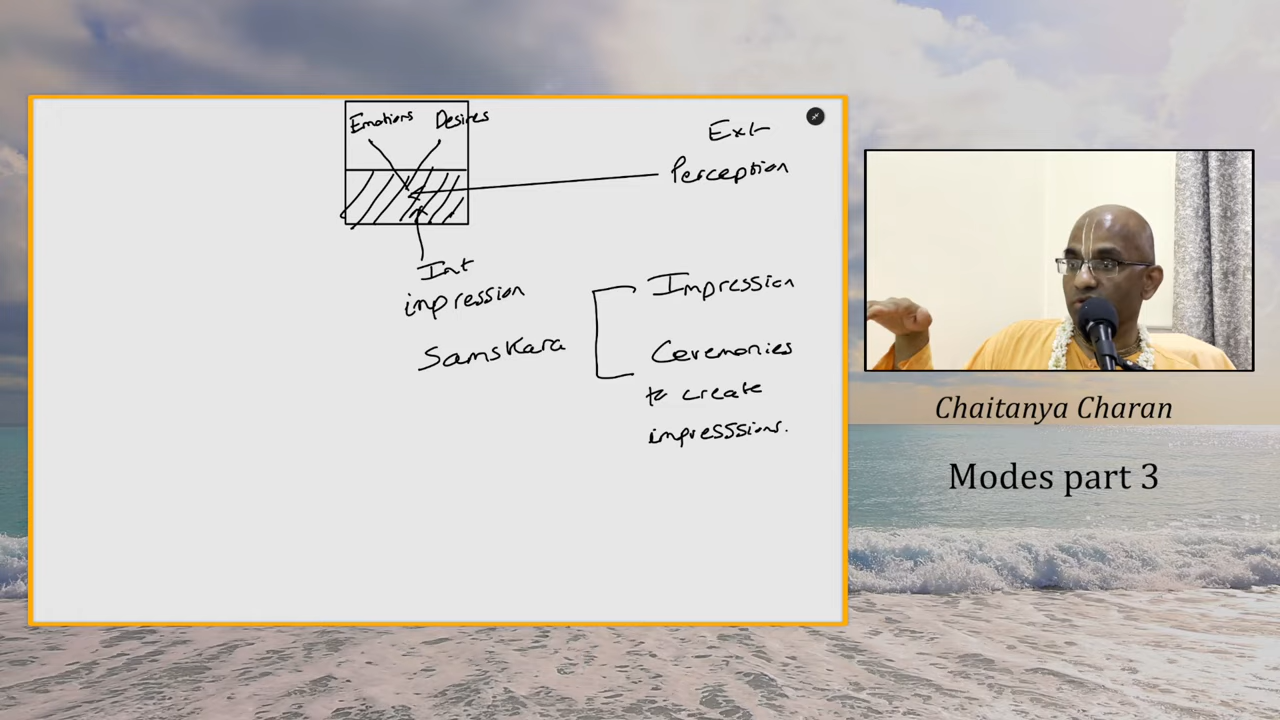 Emotions Desires
Ext
Perception
Int
impression
Samskara
Impression
Ceremonies
to create
impresssions.
Chaitanya Charan
Modes part 3